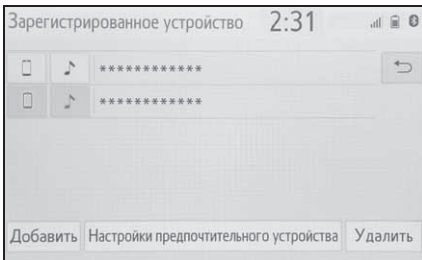 Зарегистрированное устройство 2:31
************
************
Добавить Настройки предпочтительного устройства Удалить